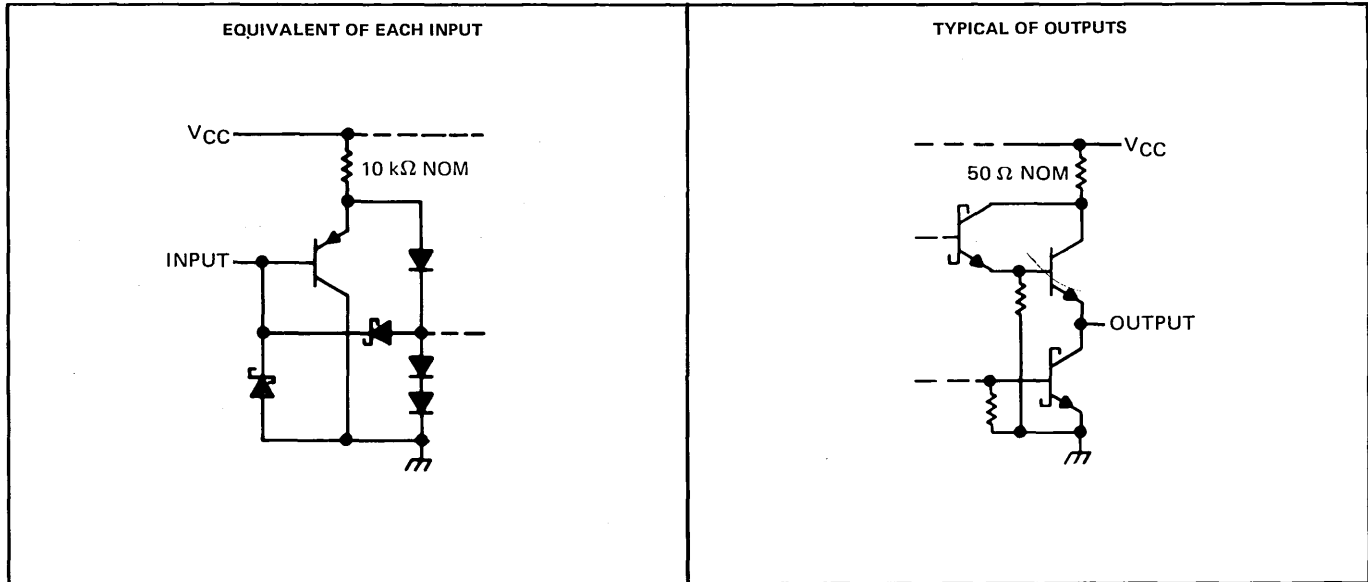 EQUIVALENT OF EACH INPUT
VCC
10 kΩ NOM
INPUT
TYPICAL OF OUTPUTS
VCC
50 Ω NOM
OUTPUT